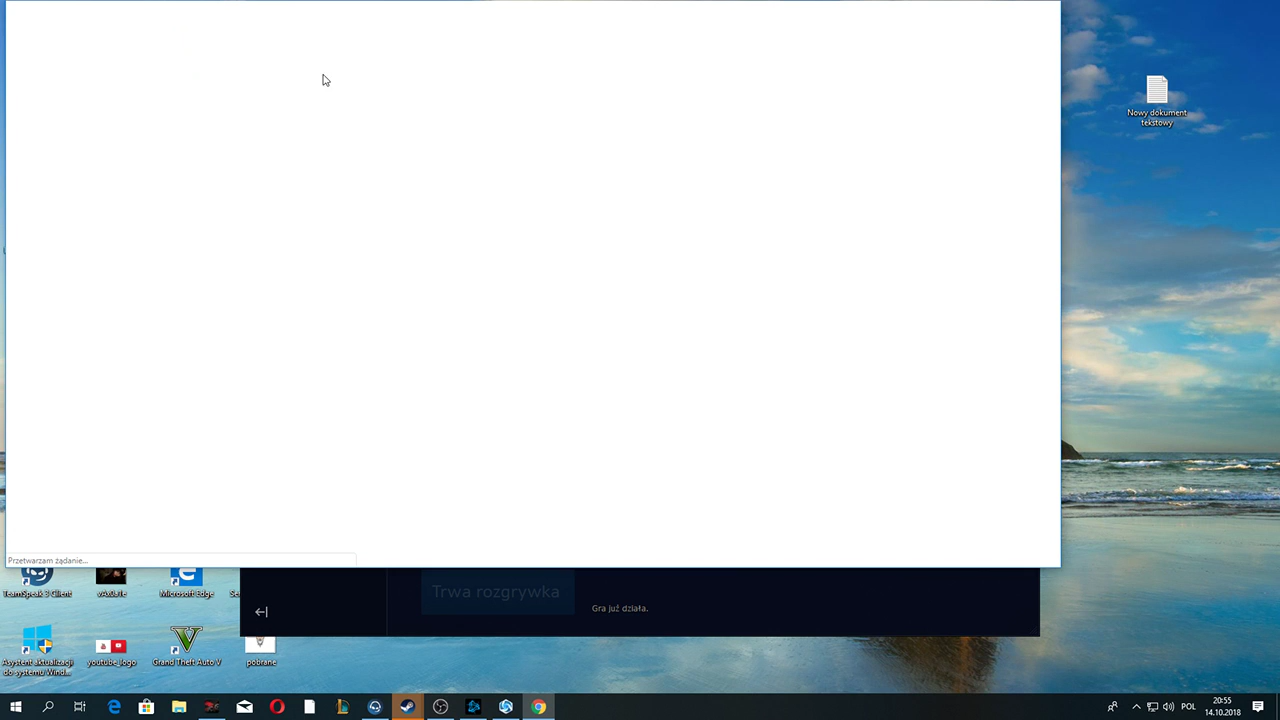 Nowy dokument
tekstowy
Przetwarzam żądanie...
TeamSpeak 3 Client
Microsoft Edge
Trwa rozgrywka
Gra już działa.
Asystent aktualizacji
do systemu Wind...
youtube_logo
Grand Theft Auto V
pobrane
POL
20:55
14.10.2018